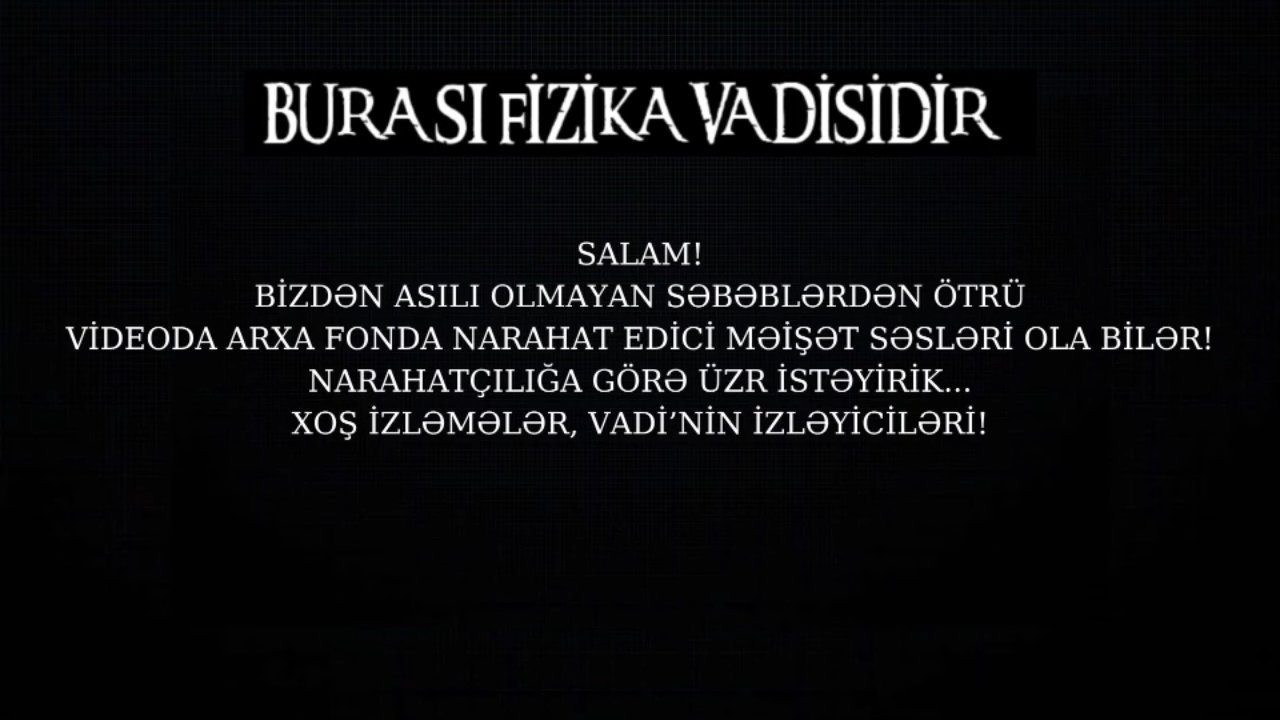 BURASI FİZİKA VADİSİDİR
SALAM!
BİZDƏN ASILI OLMAYAN SƏBƏBLƏRDƏN ÖTRÜ
VİDEODA ARXA FONDA NARAHAT EDİCİ MƏİŞƏT SƏSLƏRİ OLA BİLƏR!
NARAHATÇILIĞA GÖRƏ ÜZR İSTƏYİRİK...
XOŞ İZLƏMƏLƏR, VADİ’NİN İZLƏYİCİLƏRİ!